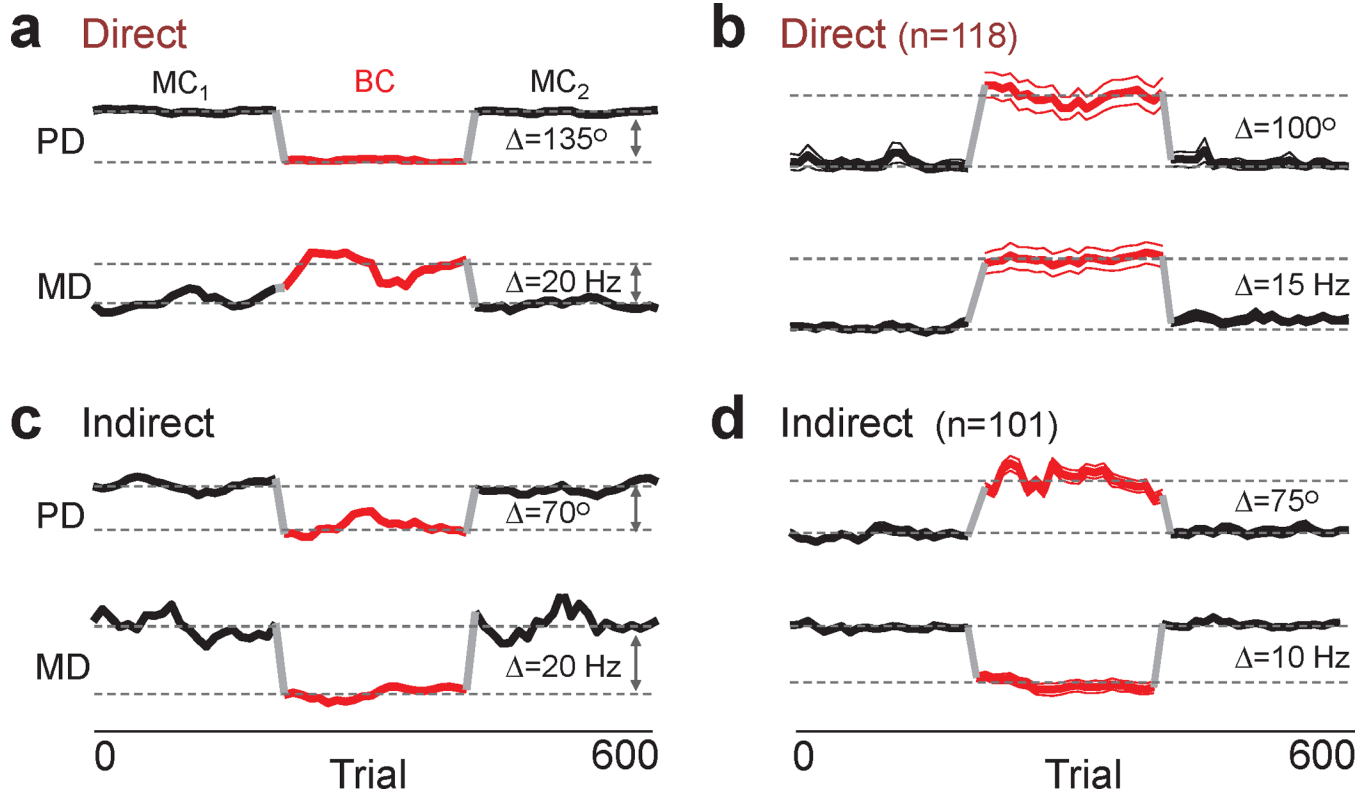 a Direct
MC₁ BC MC₂
PD
Δ=135°
MD
Δ=20 Hz
b Direct (n=118)
Δ=100°
Δ=15 Hz
c Indirect
PD
Δ=70°
MD
Δ=20 Hz
0 600
Trial
d Indirect (n=101)
Δ=75°
Δ=10 Hz
0 600
Trial